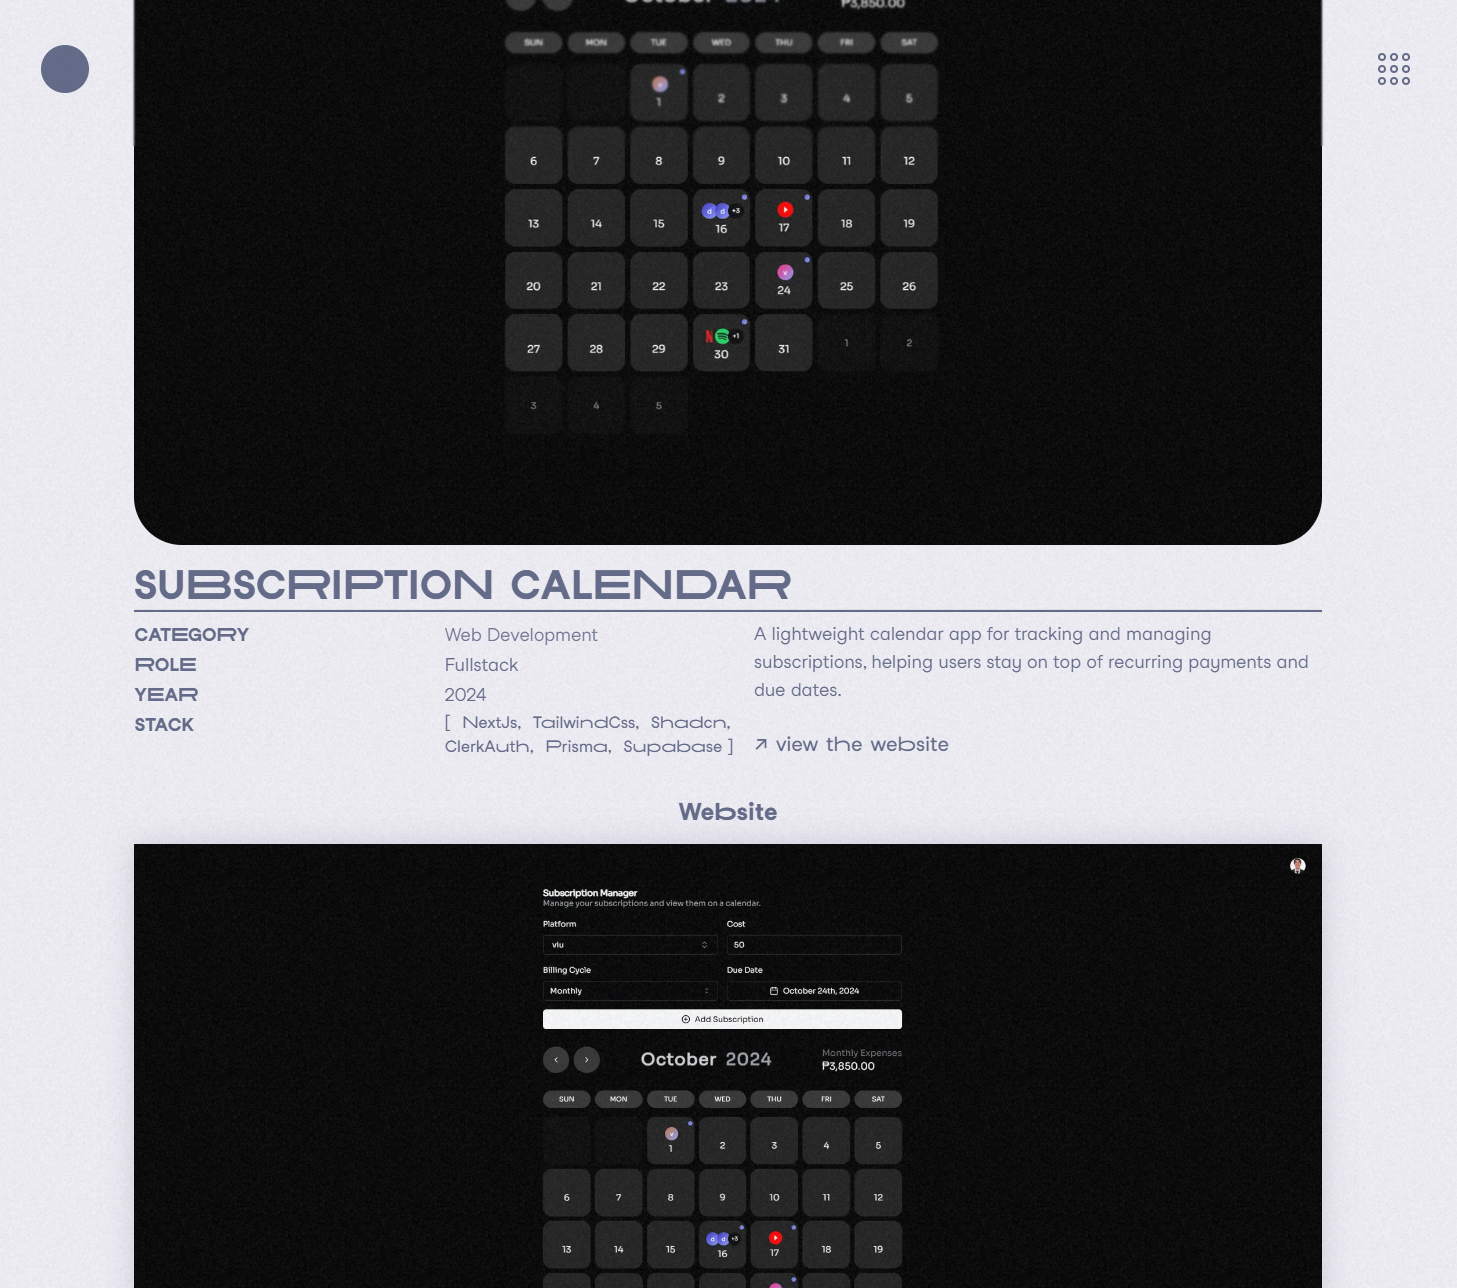 October 2024
₱3,850.00
SUN MON TUE WED THU FRI SAT
1 2 3 4 5
6 7 8 9 10 11 12
d d +3
13 14 15 16 17 18 19
v
20 21 22 23 24 25 26
N +1
27 28 29 30 31 1 2
3 4 5
SUBSCRIPTION CALENDAR
CATEGORY Web Development
ROLE Fullstack
YEAR 2024
STACK [ NextJs, TailwindCss, Shadcn,
ClerkAuth, Prisma, Supabase ]
A lightweight calendar app for tracking and managing
subscriptions, helping users stay on top of recurring payments and
due dates.
↗ view the website
Website
Subscription Manager
Manage your subscriptions and view them on a calendar.
Platform Cost
viu 50
Billing Cycle Due Date
Monthly October 24th, 2024
Add Subscription
October 2024
Monthly Expenses
₱3,850.00
SUN MON TUE WED THU FRI SAT
v
1 2 3 4 5
6 7 8 9 10 11 12
d d +3
13 14 15 16 17 18 19